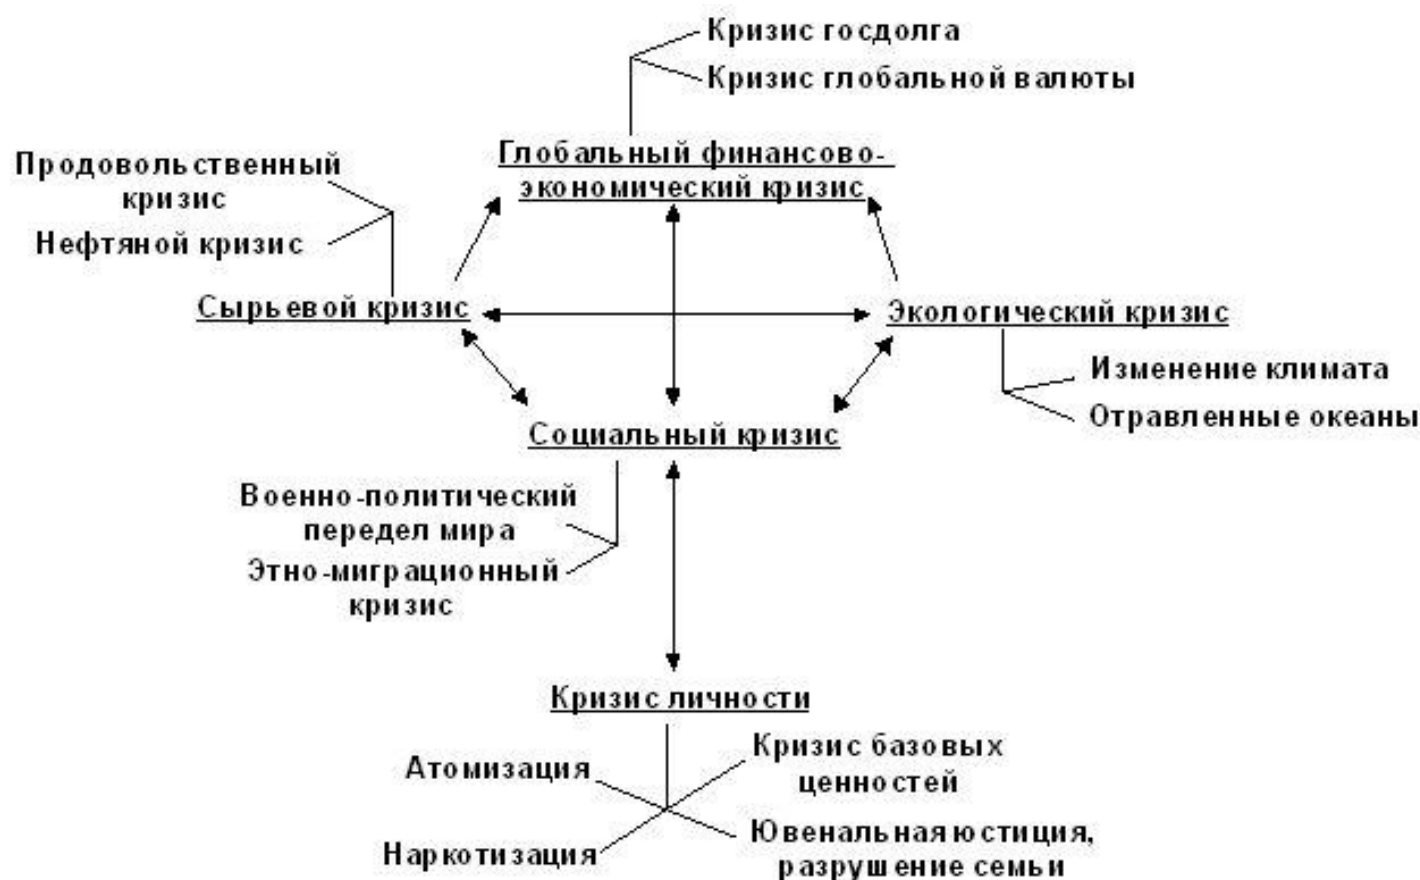 Кризис госдолга
Кризис глобальной валюты
Глобальный финансово-
экономический кризис
Продовольственный
кризис
Нефтяной кризис
Сырьевой кризис
Экологический кризис
Изменение климата
Отравленные океаны
Социальный кризис
Военно-политический
передел мира
Этно-миграционный
кризис
Кризис личности
Атомизация
Кризис базовых
ценностей
Наркотизация
Ювенальная юстиция,
разрушение семьи